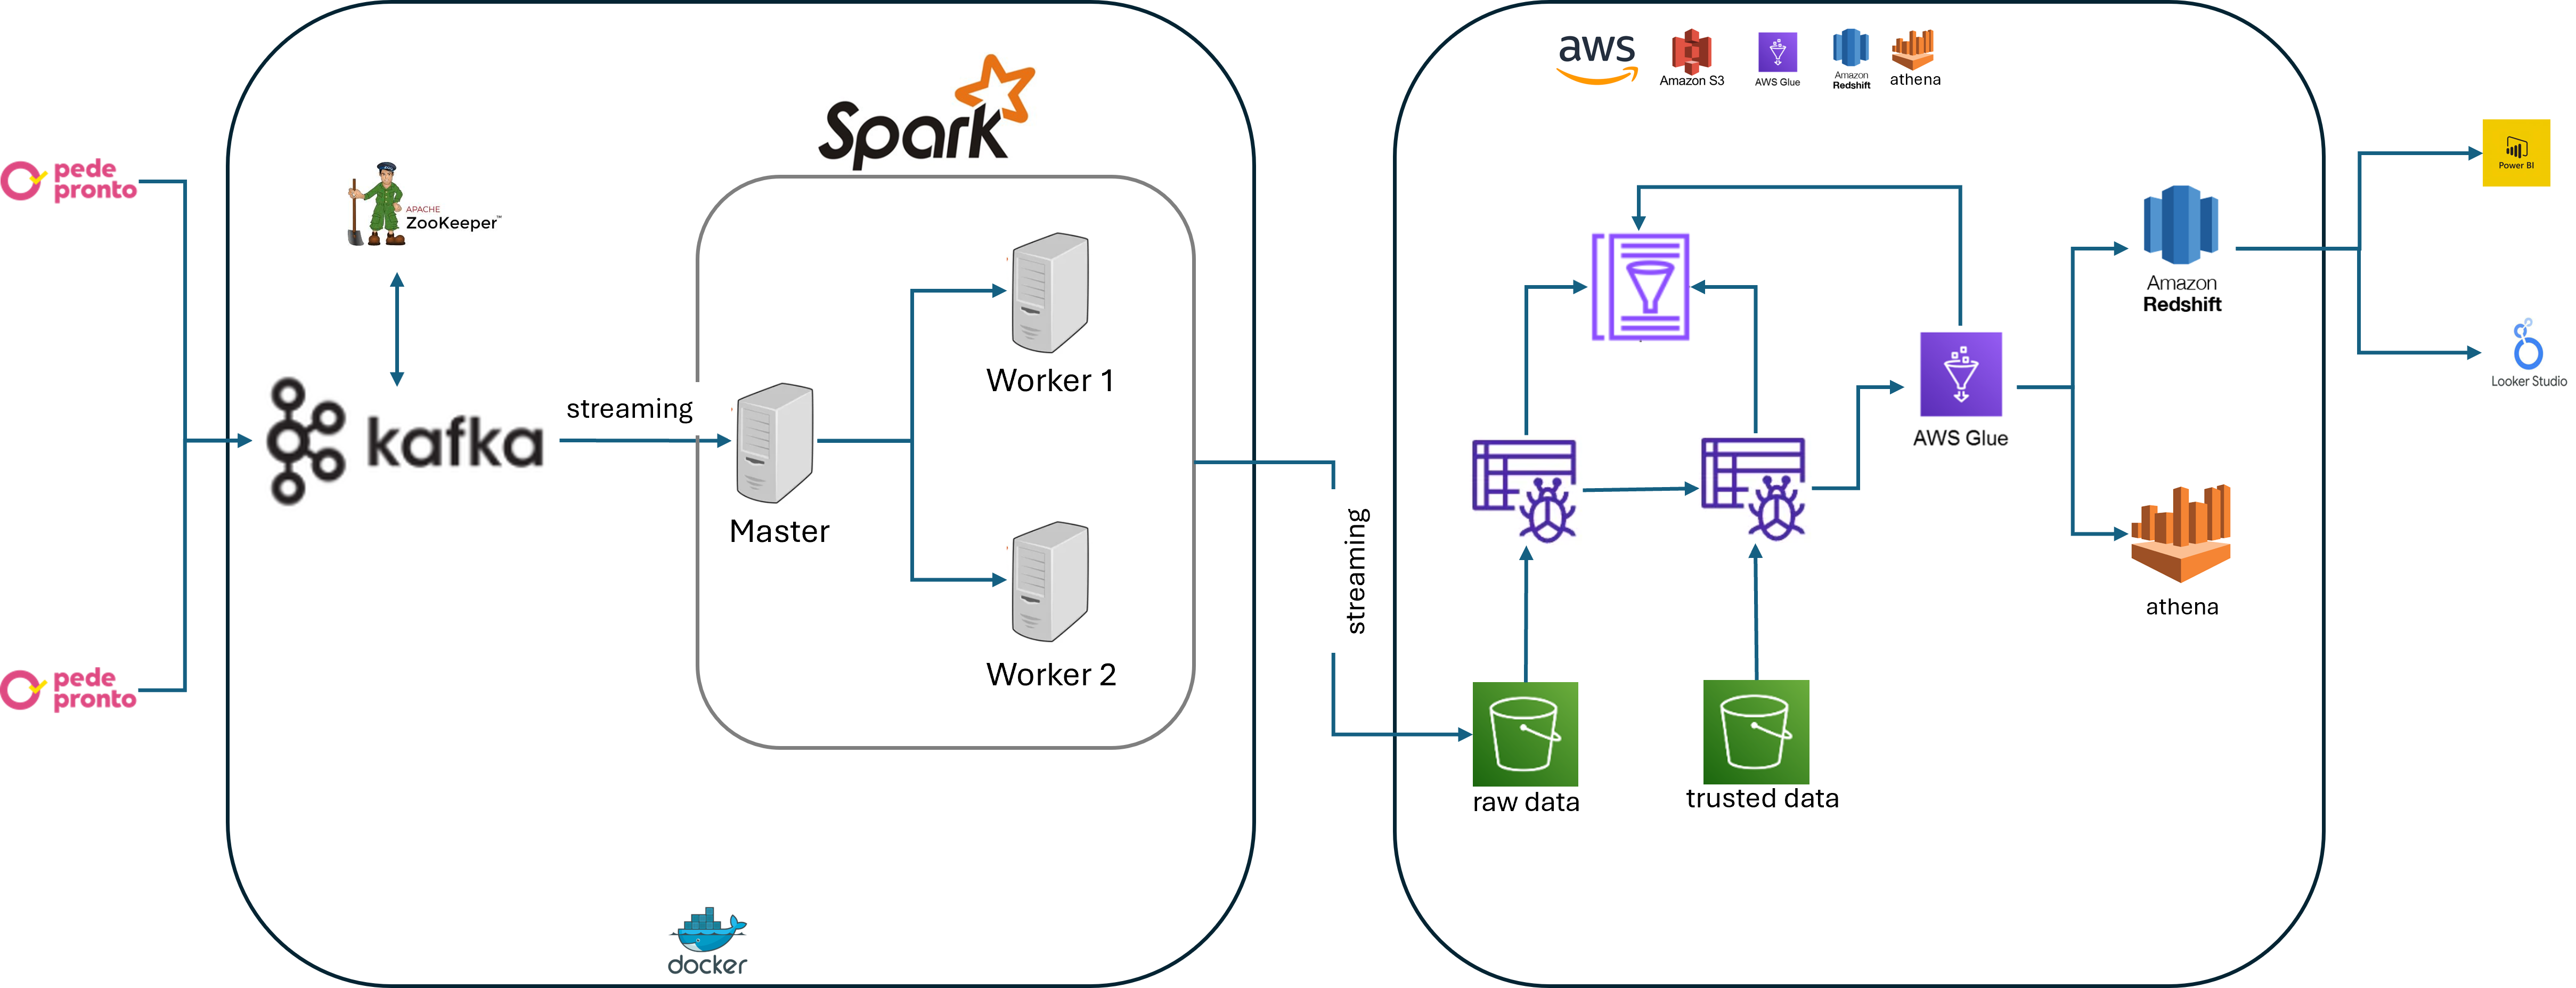 pede
pronto
pede
pronto
APACHE
ZooKeeper™
kafka
streaming
Spark
Master
Worker 1
Worker 2
docker
streaming
aws
Amazon S3
AWS Glue
Amazon
Redshift
athena
raw data
trusted data
AWS Glue
Amazon
Redshift
athena
Power BI
Looker Studio